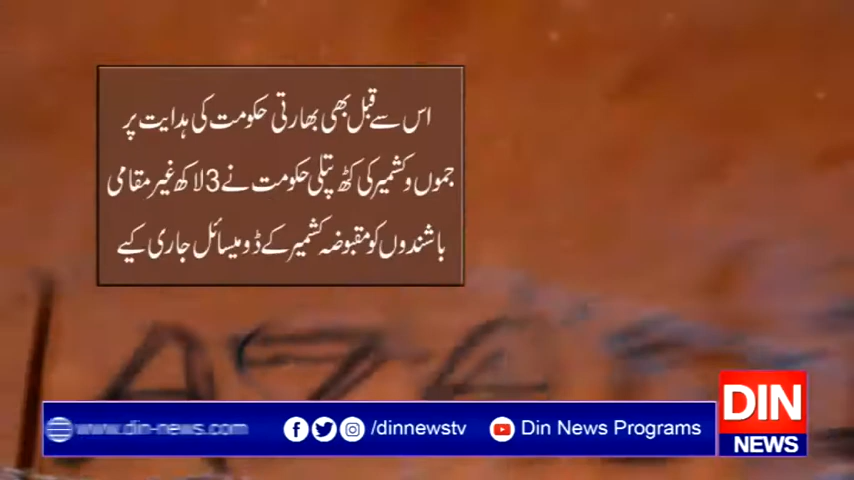 اس سے قبل بھی بھارتی حکومت کی ہدایت پر
جموں و کشمیر کی کٹھ پتلی حکومت نے 3 لاکھ غیر مقامی
باشندوں کو مقبوضہ کشمیر کے ڈومیسائل جاری کیے
www.din-news.com /dinnewstv Din News Programs
DIN
NEWS